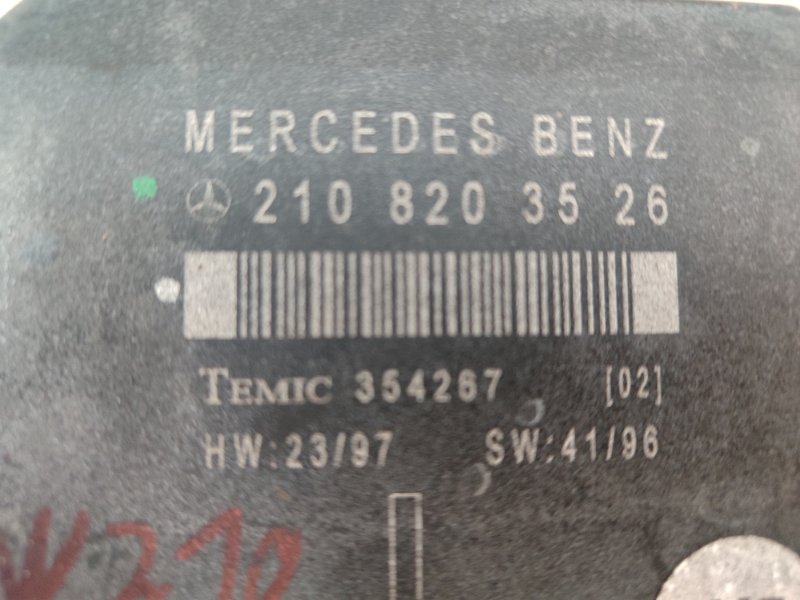 MERCEDES BENZ
210 820 35 26
TEMIC 354267 [02]
HW:23/97 SW:41/96
W210